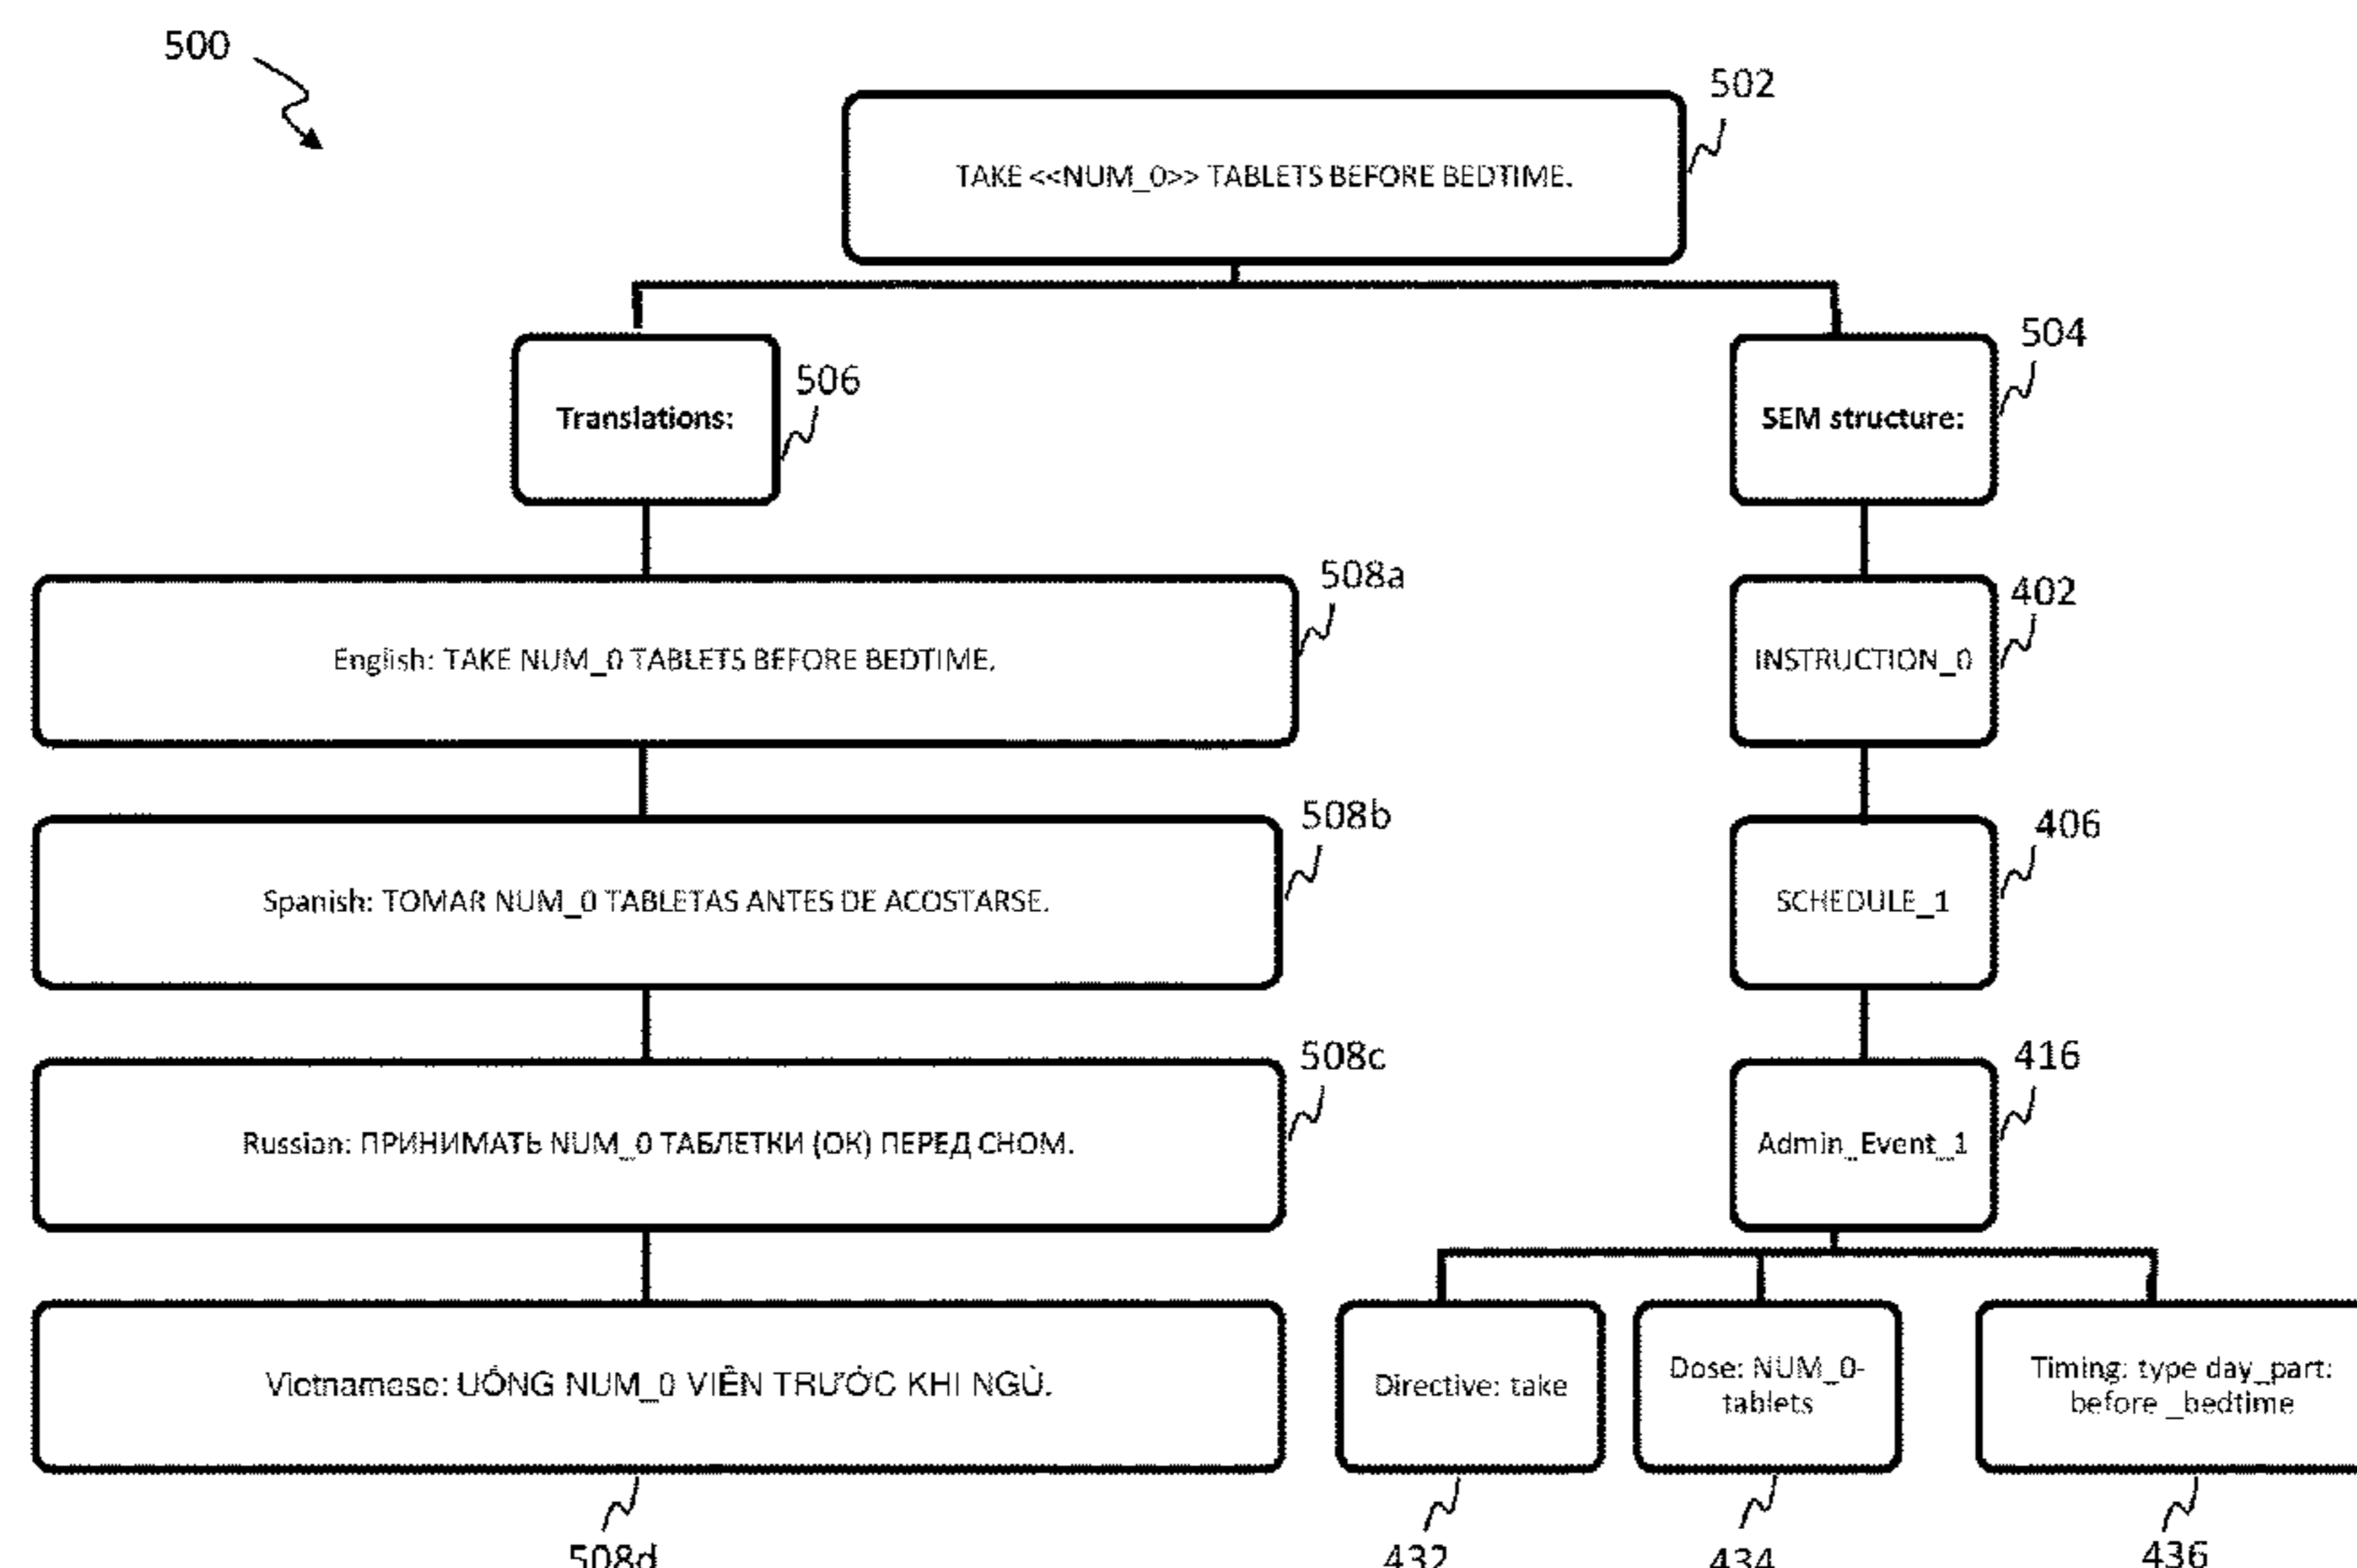 500
502
TAKE <<NUM_0>> TABLETS BEFORE BEDTIME.
506
504
Translations:
SEM structure:
508a
402
English: TAKE NUM_0 TABLETS BEFORE BEDTIME.
INSTRUCTION_0
508b
406
Spanish: TOMAR NUM_0 TABLETAS ANTES DE ACOSTARSE.
SCHEDULE_1
508c
416
Russian: ПРИНИМАТЬ NUM_0 ТАБЛЕТКИ (ОК) ПЕРЕД СНОМ.
Admin_Event_1
Vietnamese: UỐNG NUM_0 VIÊN TRƯỚC KHI NGỦ.
Directive: take
Dose: NUM_0-
tablets
Timing: type day_part:
before _bedtime
508d
432
434
436